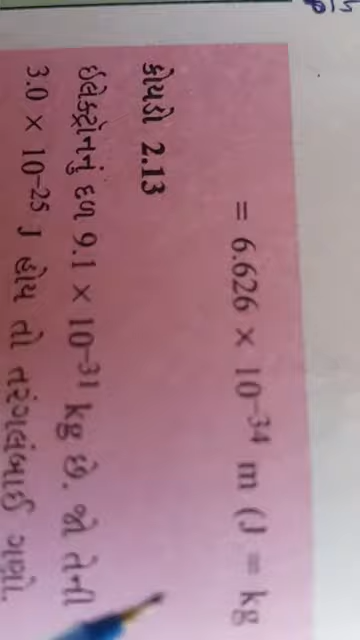 = 6.626 × 10⁻³⁴ m (J = kg
કોયડો 2.13
ઇલેક્ટ્રોનનું દળ 9.1 × 10⁻³¹ kg છે. જો તેની
3.0 × 10⁻²⁵ J હોય તો તરંગલંબાઈ ગણો.